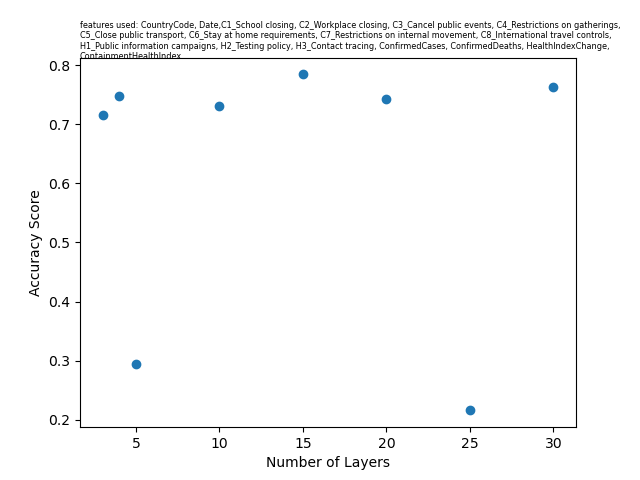 features used: CountryCode, Date,C1_School closing, C2_Workplace closing, C3_Cancel public events, C4_Restrictions on gatherings,
C5_Close public transport, C6_Stay at home requirements, C7_Restrictions on internal movement, C8_International travel controls,
H1_Public information campaigns, H2_Testing policy, H3_Contact tracing, ConfirmedCases, ConfirmedDeaths, HealthIndexChange,
ContainmentHealthIndex
0.8
0.7
0.6
0.5
0.4
0.3
0.2
Accuracy Score
5 10 15 20 25 30
Number of Layers